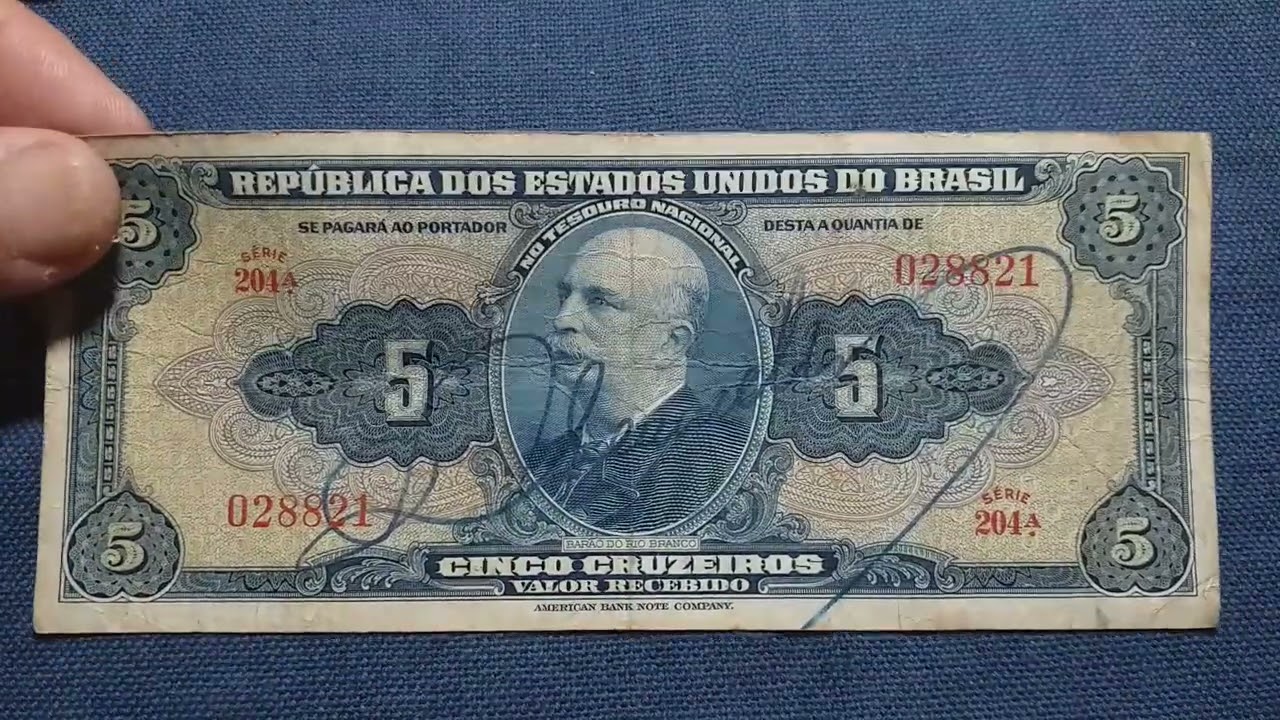 REPÚBLICA DOS ESTADOS UNIDOS DO BRASIL
SE PAGARÁ AO PORTADOR
NO TESOURO NACIONAL
DESTA A QUANTIA DE
5
5
SÉRIE
204A
028821
5
5
028821
SÉRIE
204A.
BARÃO DO RIO BRANCO
5
5
CINCO CRUZEIROS
VALOR RECEBIDO
AMERICAN BANK NOTE COMPANY.